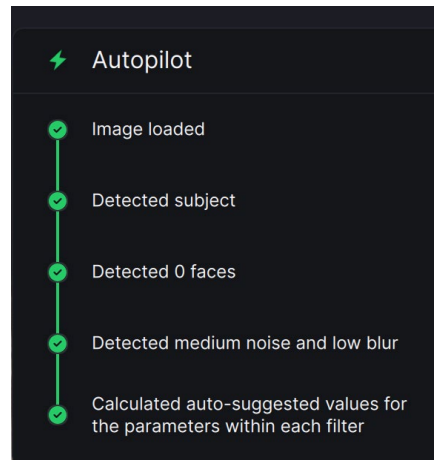 Autopilot
Image loaded
Detected subject
Detected 0 faces
Detected medium noise and low blur
Calculated auto-suggested values for
the parameters within each filter